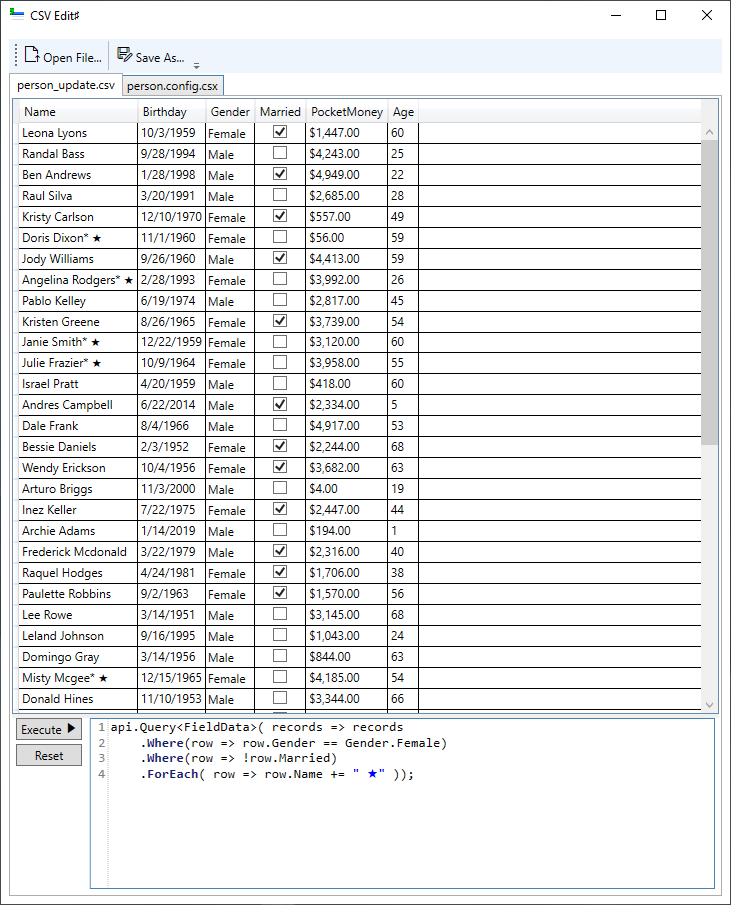 CSV Edit♯
Open File... Save As...
person_update.csv person.config.csx
Name Birthday Gender Married PocketMoney Age
Leona Lyons 10/3/1959 Female $1,447.00 60
Randal Bass 9/28/1994 Male $4,243.00 25
Ben Andrews 1/28/1998 Male $4,949.00 22
Raul Silva 3/20/1991 Male $2,685.00 28
Kristy Carlson 12/10/1970 Female $557.00 49
Doris Dixon* ★ 11/1/1960 Female $56.00 59
Jody Williams 9/26/1960 Male $4,413.00 59
Angelina Rodgers* ★ 2/28/1993 Female $3,992.00 26
Pablo Kelley 6/19/1974 Male $2,817.00 45
Kristen Greene 8/26/1965 Female $3,739.00 54
Janie Smith* ★ 12/22/1959 Female $3,120.00 60
Julie Frazier* ★ 10/9/1964 Female $3,958.00 55
Israel Pratt 4/20/1959 Male $418.00 60
Andres Campbell 6/22/2014 Male $2,334.00 5
Dale Frank 8/4/1966 Male $4,917.00 53
Bessie Daniels 2/3/1952 Female $2,244.00 68
Wendy Erickson 10/4/1956 Female $3,682.00 63
Arturo Briggs 11/3/2000 Male $4.00 19
Inez Keller 7/22/1975 Female $2,447.00 44
Archie Adams 1/14/2019 Male $194.00 1
Frederick Mcdonald 3/22/1979 Male $2,316.00 40
Raquel Hodges 4/24/1981 Female $1,706.00 38
Paulette Robbins 9/2/1963 Female $1,570.00 56
Lee Rowe 3/14/1951 Male $3,145.00 68
Leland Johnson 9/16/1995 Male $1,043.00 24
Domingo Gray 3/14/1956 Male $844.00 63
Misty Mcgee* ★ 12/15/1965 Female $4,185.00 54
Donald Hines 11/10/1953 Male $3,344.00 66
Execute
Reset
1 api.Query<FieldData>( records => records
2 .Where(row => row.Gender == Gender.Female)
3 .Where(row => !row.Married)
4 .ForEach( row => row.Name += " ★" ));